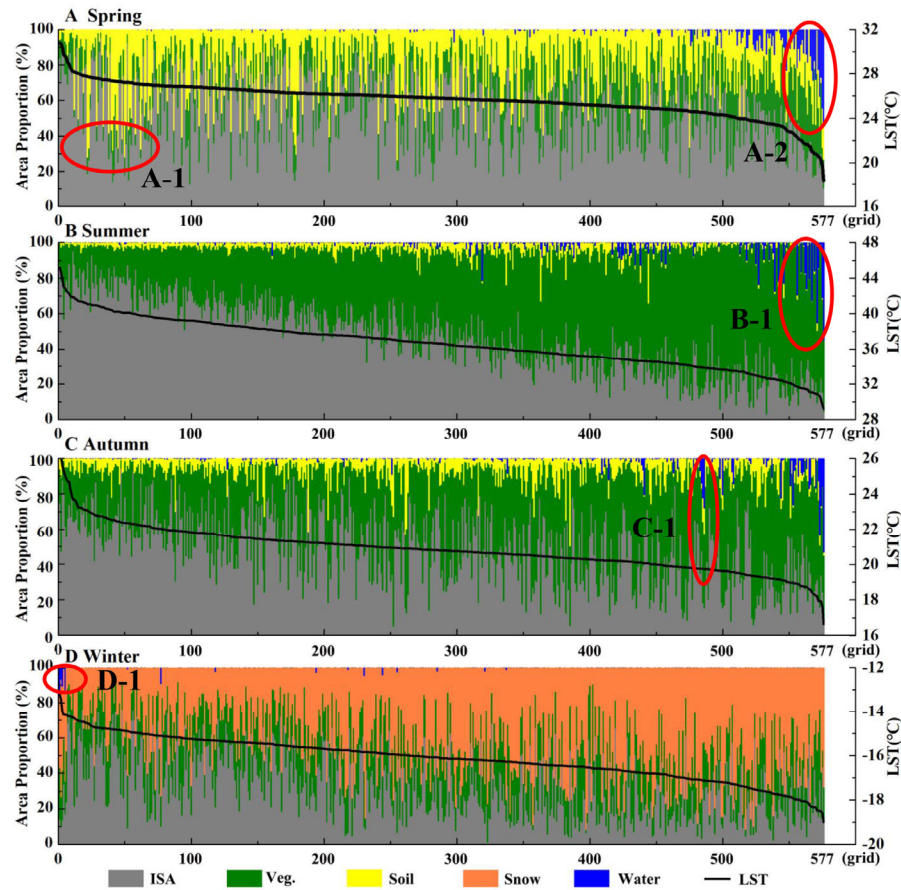 A Spring
Area Proportion (%)
100
80
60
40
20
0
A-1
A-2
32
28
24
20
16
LST(℃)
0 100 200 300 400 500 577 (grid)
B Summer
Area Proportion (%)
100
80
60
40
20
0
B-1
48
44
40
36
32
28
LST(℃)
0 100 200 300 400 500 577 (grid)
C Autumn
Area Proportion (%)
100
80
60
40
20
0
C-1
26
24
22
20
18
16
LST(℃)
0 100 200 300 400 500 577 (grid)
D Winter
Area Proportion (%)
100
80
60
40
20
0
D-1
-12
-14
-16
-18
-20
LST(℃)
0 100 200 300 400 500 577 (grid)
ISA Veg. Soil Snow Water LST